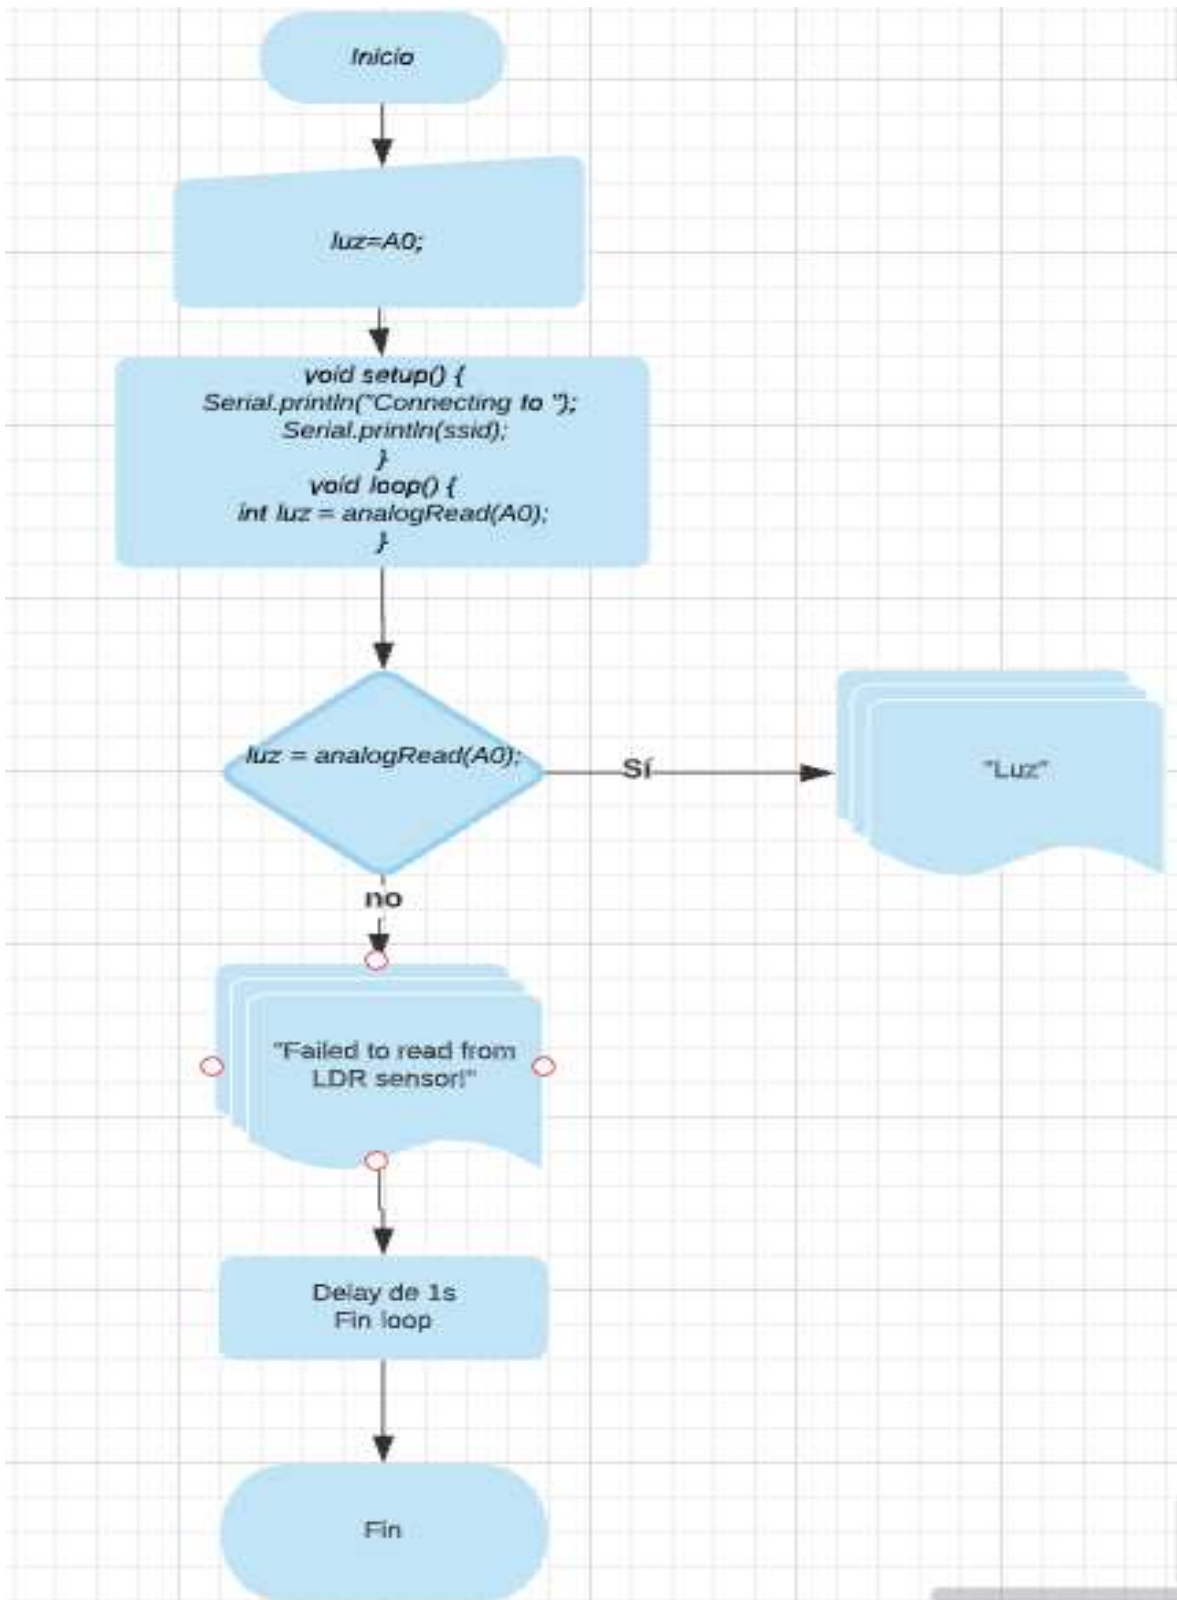 Inicio
luz=A0;
void setup() {
Serial.println("Connecting to ");
Serial.println(ssid);
}
void loop() {
int luz = analogRead(A0);
}
luz = analogRead(A0);
Sí
"Luz"
no
"Failed to read from
LDR sensor!"
Delay de 1s
Fin loop
Fin